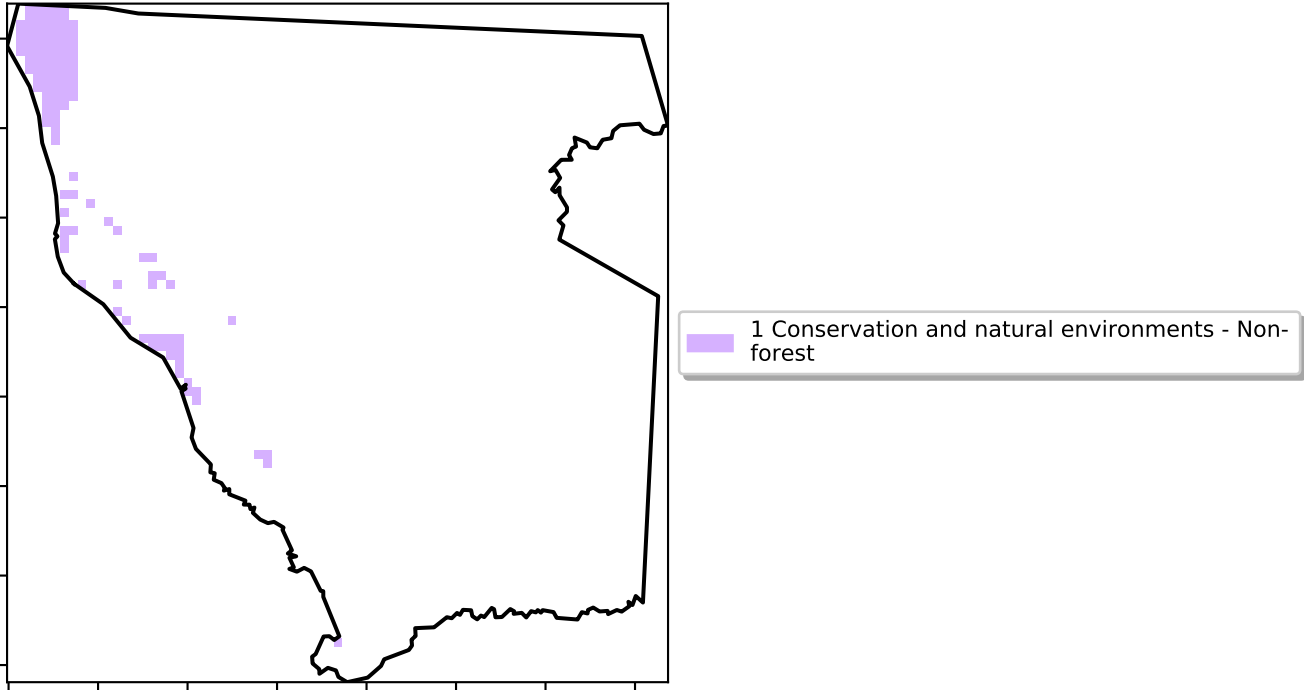 1 Conservation and natural environments - Non-
forest